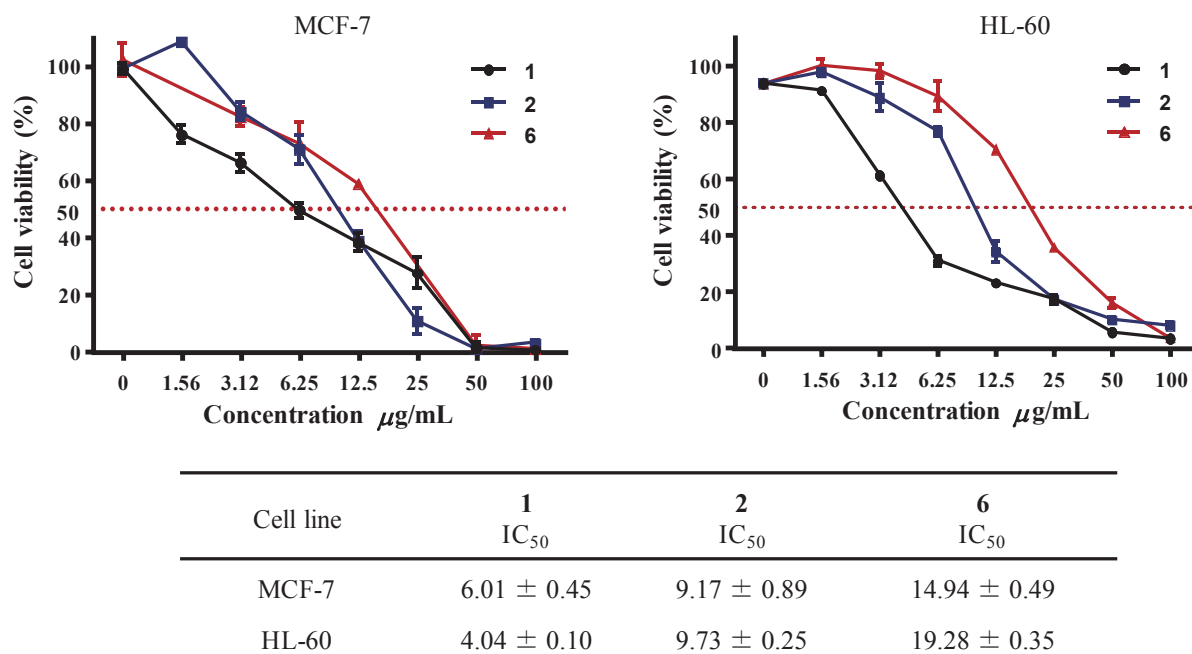 MCF-7
Cell viability (%)
100
80
60
50
40
20
0
1
2
6
0 1.56 3.12 6.25 12.5 25 50 100
Concentration μg/mL
HL-60
Cell viability (%)
100
80
60
50
40
20
0
1
2
6
0 1.56 3.12 6.25 12.5 25 50 100
Concentration μg/mL
Cell line 1 2 6
IC50 IC50 IC50
MCF-7 6.01 ± 0.45 9.17 ± 0.89 14.94 ± 0.49
HL-60 4.04 ± 0.10 9.73 ± 0.25 19.28 ± 0.35